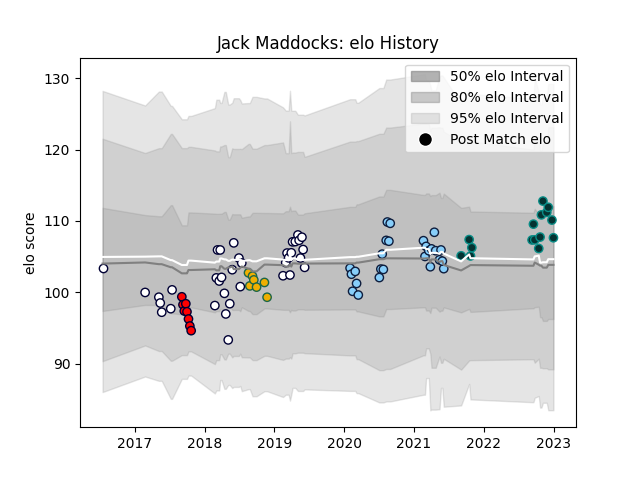 Jack Maddocks: elo History
50% elo Interval
80% elo Interval
95% elo Interval
Post Match elo
elo score
130
120
110
100
90
2017 2018 2019 2020 2021 2022 2023